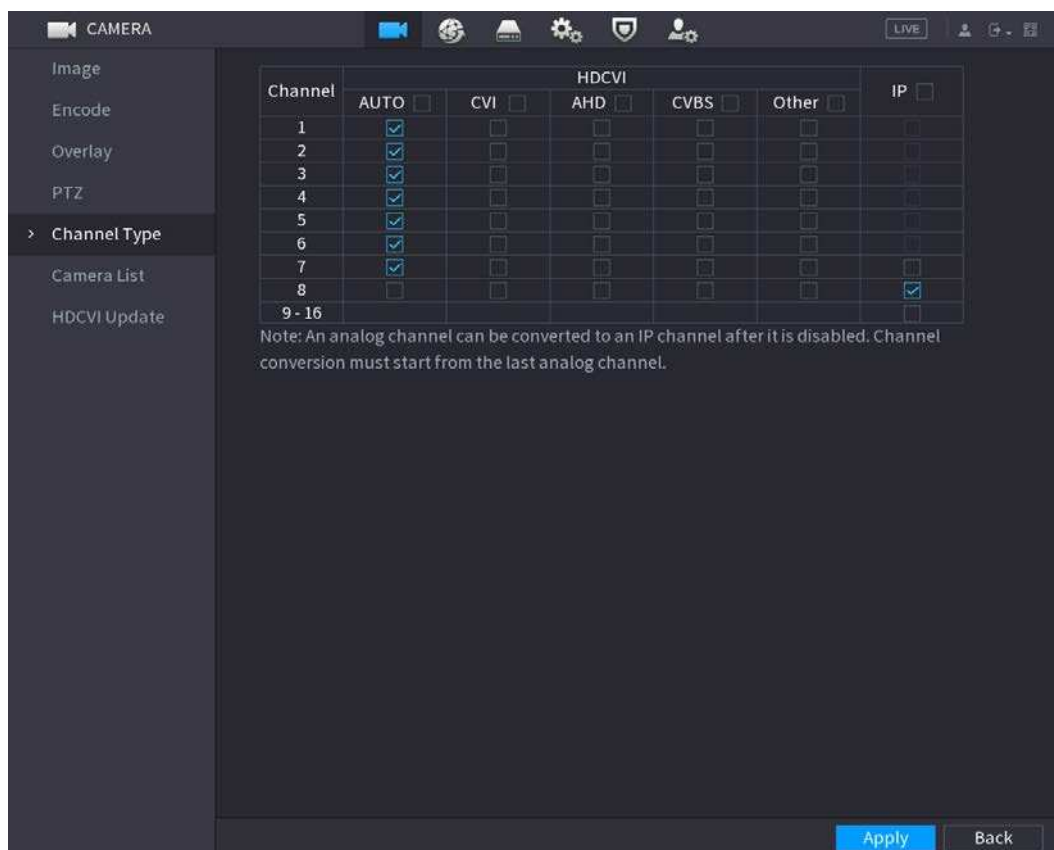 CAMERA
LIVE
Image
Encode
Overlay
PTZ
> Channel Type
Camera List
HDCVI Update
Channel HDCVI IP
AUTO CVI AHD CVBS Other
1
2
3
4
5
6
7
8
9 - 16
Note: An analog channel can be converted to an IP channel after it is disabled. Channel
conversion must start from the last analog channel.
Apply Back